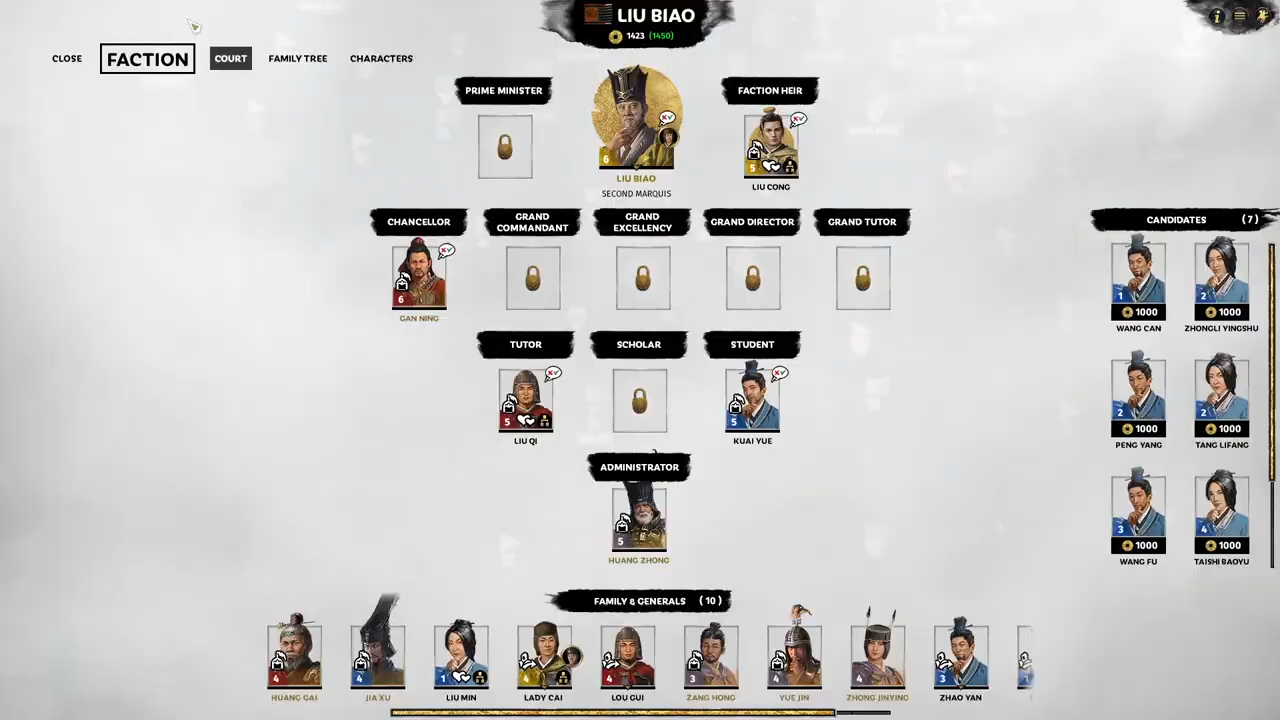 LIU BIAO
1423 (1450)
CLOSE
FACTION
COURT
FAMILY TREE
CHARACTERS
PRIME MINISTER
6
LIU BIAO
SECOND MARQUIS
FACTION HEIR
5
LIU CONG
CHANCELLOR
6
GAN NING
GRAND
COMMANDANT
GRAND
EXCELLENCY
GRAND DIRECTOR
GRAND TUTOR
TUTOR
5
LIU QI
SCHOLAR
STUDENT
5
KUAI YUE
ADMINISTRATOR
5
HUANG ZHONG
CANDIDATES (7)
1
1000
WANG CAN
2
1000
ZHONGLI YINGSHU
2
1000
PENG YANG
2
1000
TANG LIFANG
3
1000
WANG FU
4
1000
TAISHI BAOYU
FAMILY & GENERALS (10)
4
HUANG GAI
4
JIA XU
1
LIU MIN
4
LADY CAI
4
LOU GUI
3
ZANG HONG
4
YUE JIN
4
ZHONG JINYING
3
ZHAO YAN
1